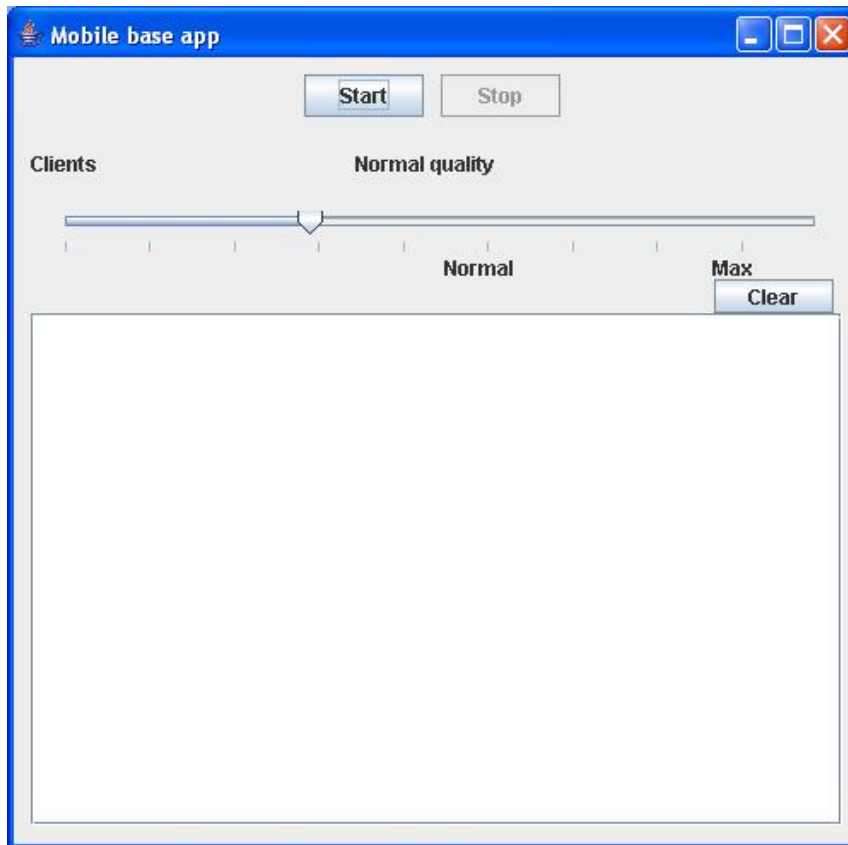 Mobile base app
Start Stop
Clients Normal quality
Normal Max
Clear